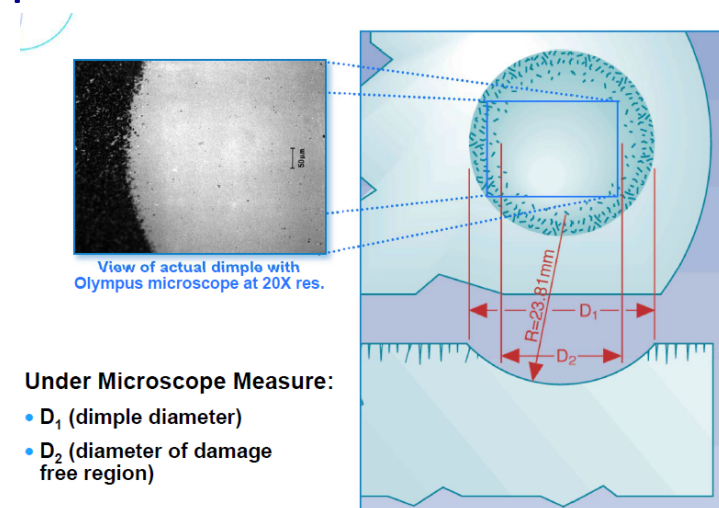 50µm
View of actual dimple with
Olympus microscope at 20X res.
R=23.81mm
D₁
D₂
Under Microscope Measure:
• D₁ (dimple diameter)
• D₂ (diameter of damage
free region)